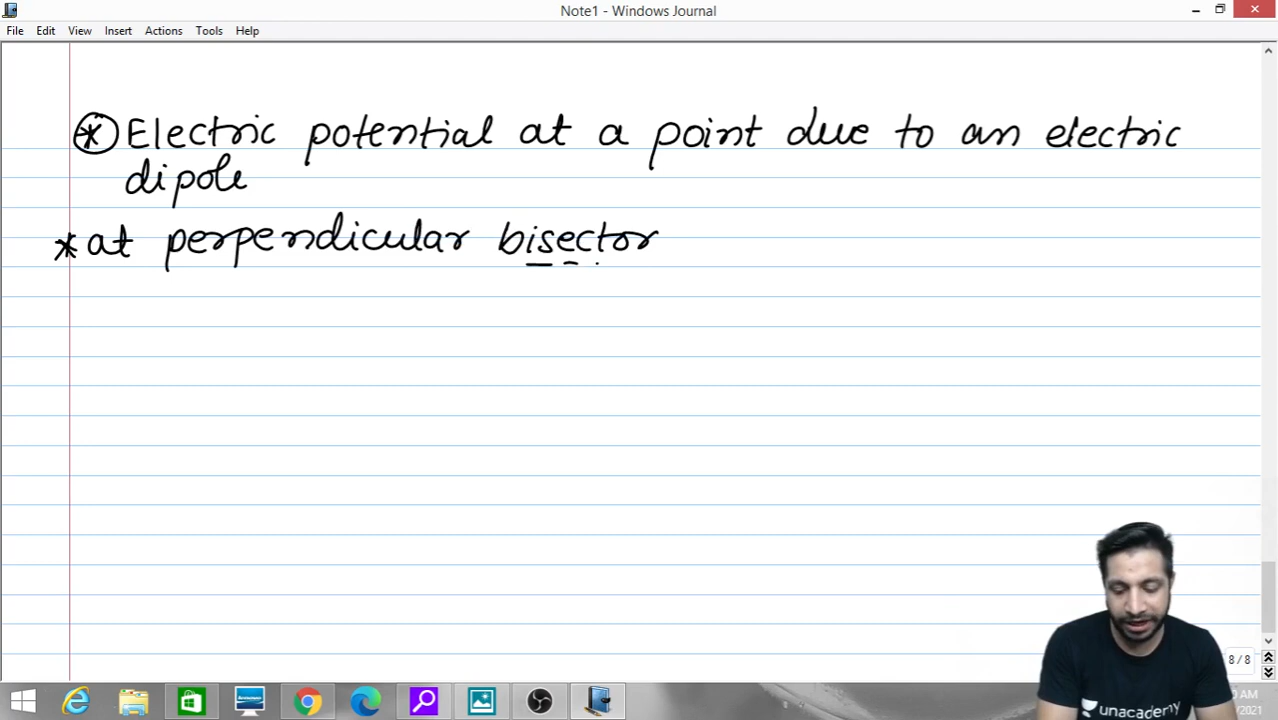 Note1 - Windows Journal
File Edit View Insert Actions Tools Help
* Electric potential at a point due to an electric
dipole
* at perpendicular bisector
8 / 8
unacademy